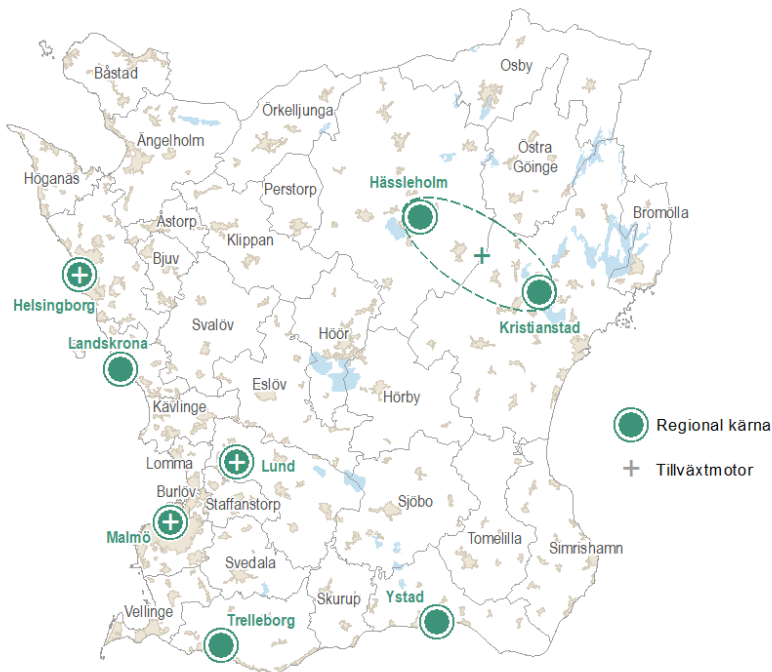 Båstad
Osby
Örkelljunga
Ängelholm
Östra
Göinge
Höganäs
Hässleholm
Perstorp
Bromölla
Åstorp
Klippan
Bjuv
Helsingborg
Svalöv
Kristianstad
Landskrona
Höör
Eslöv
Hörby
Kävlinge
Regional kärna
Lomma
Lund
Tillväxtmotor
Burlöv
Staffanstorp
Sjöbo
Malmö
Tomelilla
Simrishamn
Svedala
Skurup
Ystad
Vellinge
Trelleborg